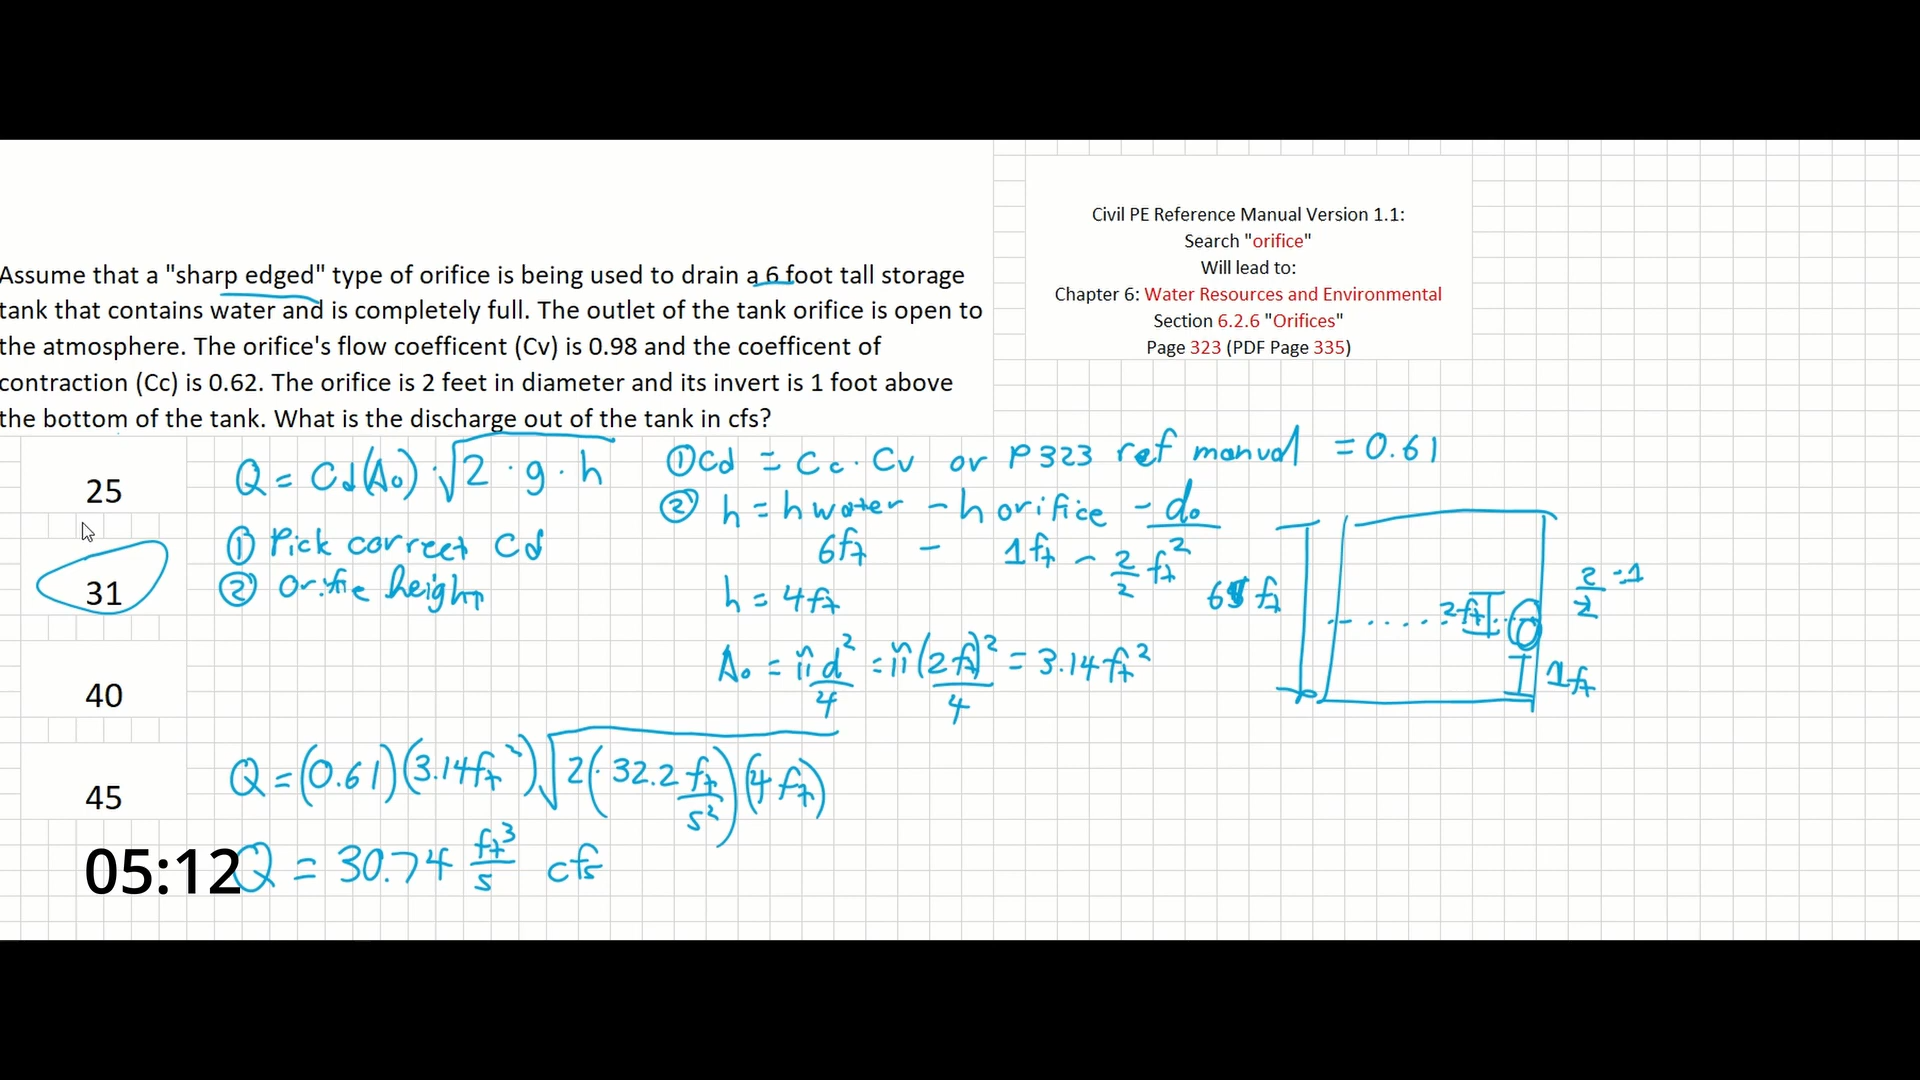 Civil PE Reference Manual Version 1.1:
Search "orifice"
Will lead to:
Chapter 6: Water Resources and Environmental
Section 6.2.6 "Orifices"
Page 323 (PDF Page 335)
Assume that a "sharp edged" type of orifice is being used to drain a 6 foot tall storage
tank that contains water and is completely full. The outlet of the tank orifice is open to
the atmosphere. The orifice's flow coefficent (Cv) is 0.98 and the coefficent of
contraction (Cc) is 0.62. The orifice is 2 feet in diameter and its invert is 1 foot above
the bottom of the tank. What is the discharge out of the tank in cfs?
25
31
40
45
05:12
Q = Cd(Ao) · √2 · g · h
① Pick correct Cd
② height
① Cd = Cc · Cv or P323 ref manual = 0.61
② h = h water - h orifice - do
6ft - 1ft - 2/2 ft 2
h = 4ft
Ao = π d²/4 = π(2ft)²/4 = 3.14 ft²
6 ft
2ft
2/2 = 1
1ft
Q = (0.61)(3.14ft²)√2(32.2 ft/s²)(4ft)
Q = 30.74 ft³/s cfs